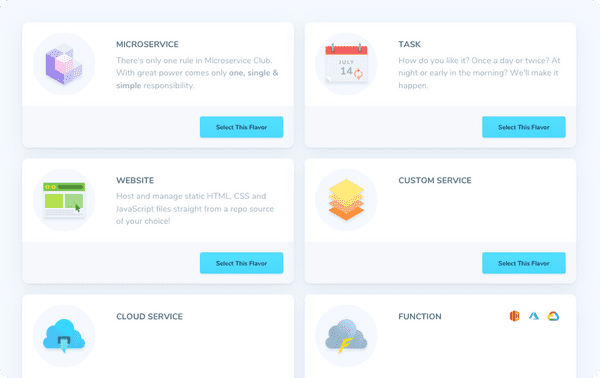 MICROSERVICE
There's only one rule in Microservice Club.
With great power comes only one, single &
simple responsibility.
Select This Flavor
TASK
JULY
14
How do you like it? Once a day or twice? At
night or early in the morning? We'll make it
happen.
Select This Flavor
WEBSITE
Host and manage static HTML, CSS and
JavaScript files straight from a repo source
of your choice!
Select This Flavor
CUSTOM SERVICE
Select This Flavor
CLOUD SERVICE
FUNCTION